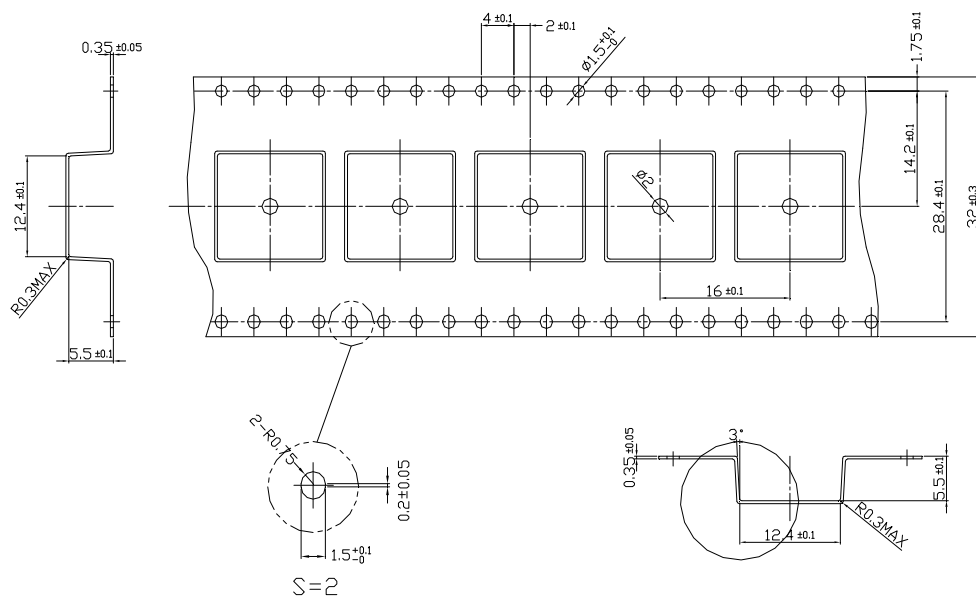 4 ±0.1
2 ±0.1
Ø1.5 +0.1 -0
1.75 ±0.1
0.35 ±0.05
12.4 ±0.1
R0.3MAX
5.5 ±0.1
Ø2
16 ±0.1
14.2 ±0.1
28.4 ±0.1
32 ±0.3
2-R0.75
0.2±0.05
1.5 +0.1 -0
S=2
3°
0.35 ±0.05
5.5 ±0.1
12.4 ±0.1
R0.3MAX